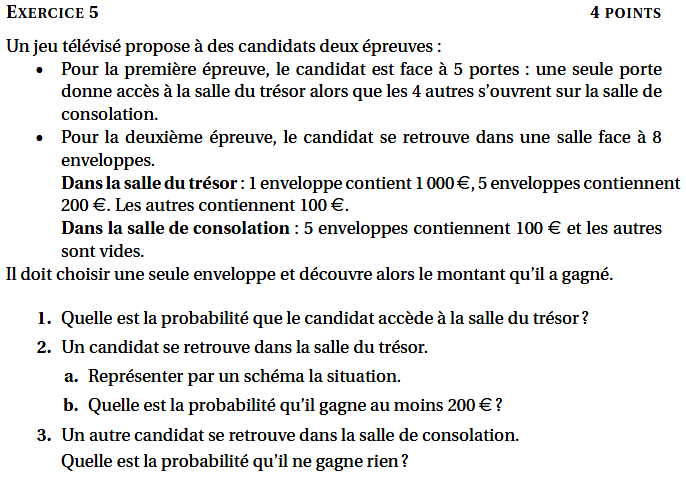 EXERCICE 5 4 POINTS
Un jeu télévisé propose à des candidats deux épreuves :
• Pour la première épreuve, le candidat est face à 5 portes : une seule porte
donne accès à la salle du trésor alors que les 4 autres s'ouvrent sur la salle de
consolation.
• Pour la deuxième épreuve, le candidat se retrouve dans une salle face à 8
enveloppes.
Dans la salle du trésor : 1 enveloppe contient 1 000 €, 5 enveloppes contiennent
200 €. Les autres contiennent 100 €.
Dans la salle de consolation : 5 enveloppes contiennent 100 € et les autres
sont vides.
Il doit choisir une seule enveloppe et découvre alors le montant qu'il a gagné.
1. Quelle est la probabilité que le candidat accède à la salle du trésor ?
2. Un candidat se retrouve dans la salle du trésor.
a. Représenter par un schéma la situation.
b. Quelle est la probabilité qu'il gagne au moins 200 € ?
3. Un autre candidat se retrouve dans la salle de consolation.
Quelle est la probabilité qu'il ne gagne rien ?